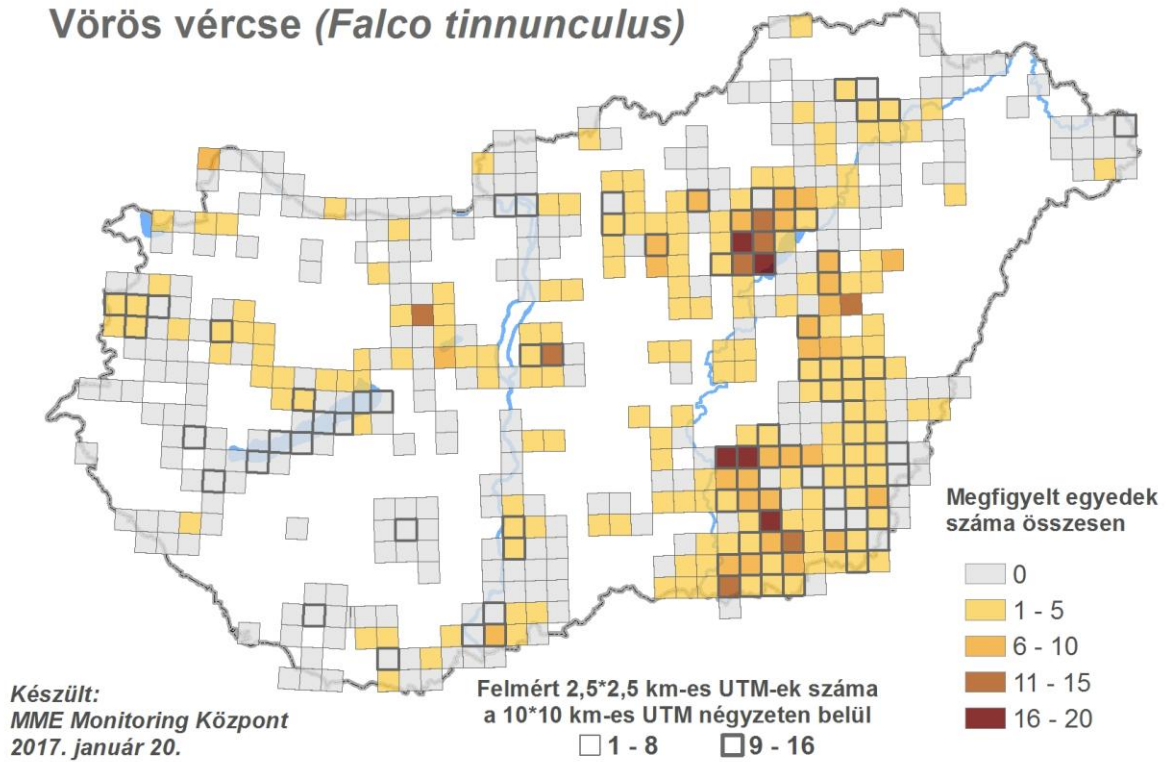 Vörös vércse (Falco tinnunculus)
Megfigyelt egyedek
száma összesen
0
1 - 5
6 - 10
11 - 15
16 - 20
Készült:
MME Monitoring Központ
2017. január 20.
Felmért 2,5*2,5 km-es UTM-ek száma
a 10*10 km-es UTM négyzeten belül
1 - 8 9 - 16